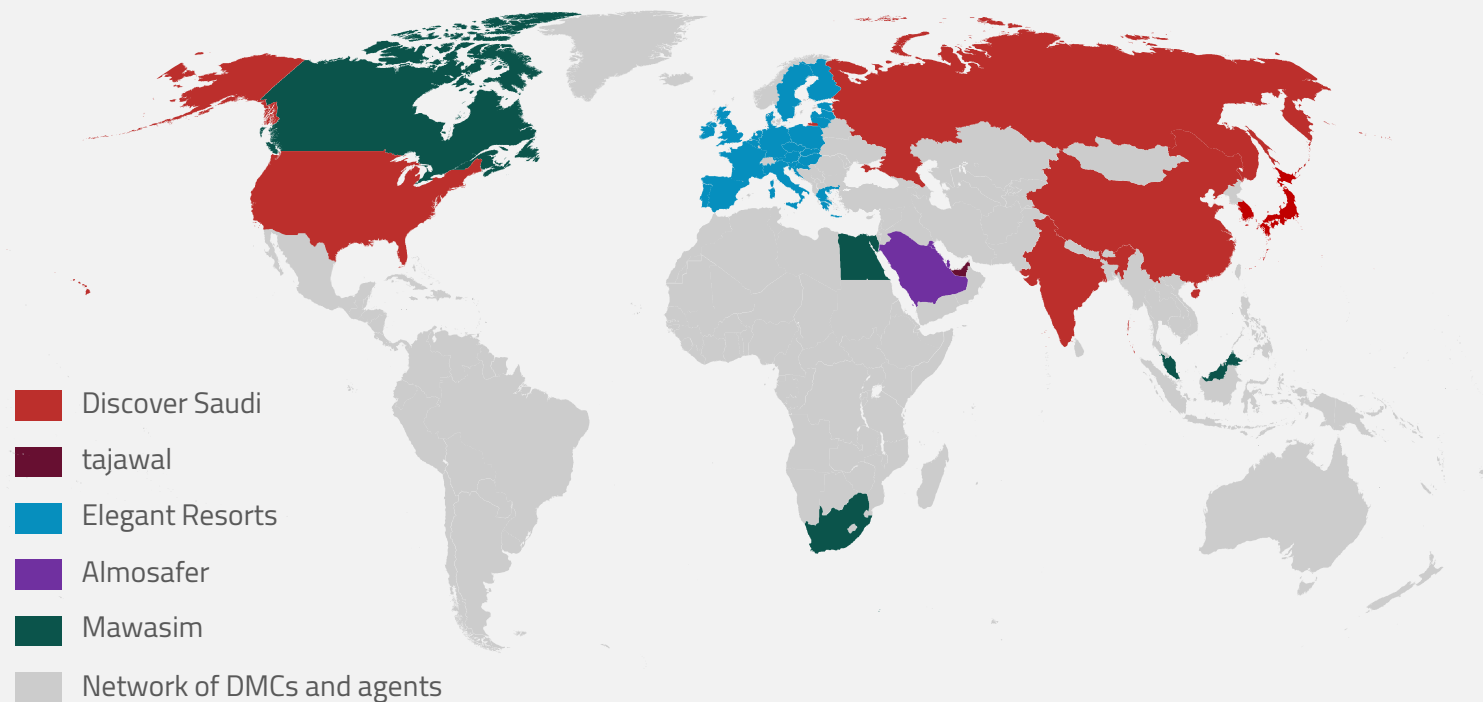 Discover Saudi
tajawal
Elegant Resorts
Almosafer
Mawasim
Network of DMCs and agents